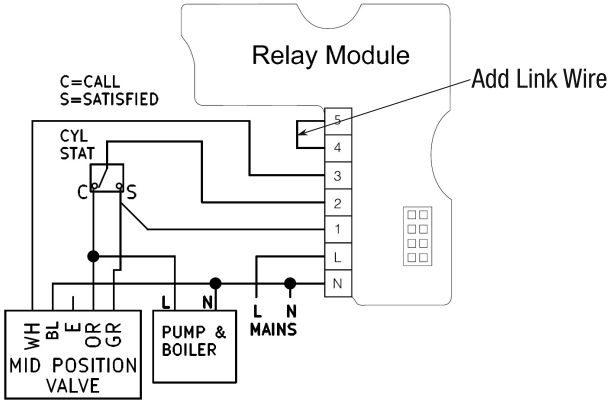 Relay Module
Add Link Wire
C=CALL
S=SATISFIED
CYL
STAT
C
S
5
4
3
2
1
L
N
L
N
L
N
MAINS
WH
BL
E
OR
GR
MID POSITION
VALVE
PUMP &
BOILER